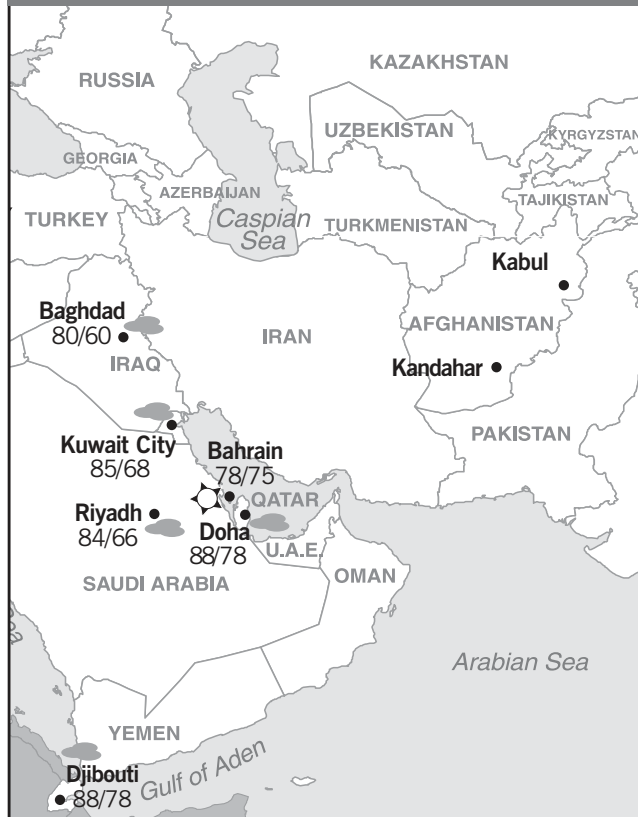 KAZAKHSTAN
RUSSIA
UZBEKISTAN
KYRGYZSTAN
GEORGIA
AZERBAIJAN
TAJIKISTAN
TURKEY
Caspian
Sea
TURKMENISTAN
Kabul
Baghdad
80/60
IRAN
AFGHANISTAN
IRAQ
Kandahar
PAKISTAN
Kuwait City
85/68
Bahrain
78/75
QATAR
Riyadh
84/66
Doha
88/78
U.A.E.
OMAN
SAUDI ARABIA
Arabian Sea
YEMEN
Gulf of Aden
Djibouti
88/78